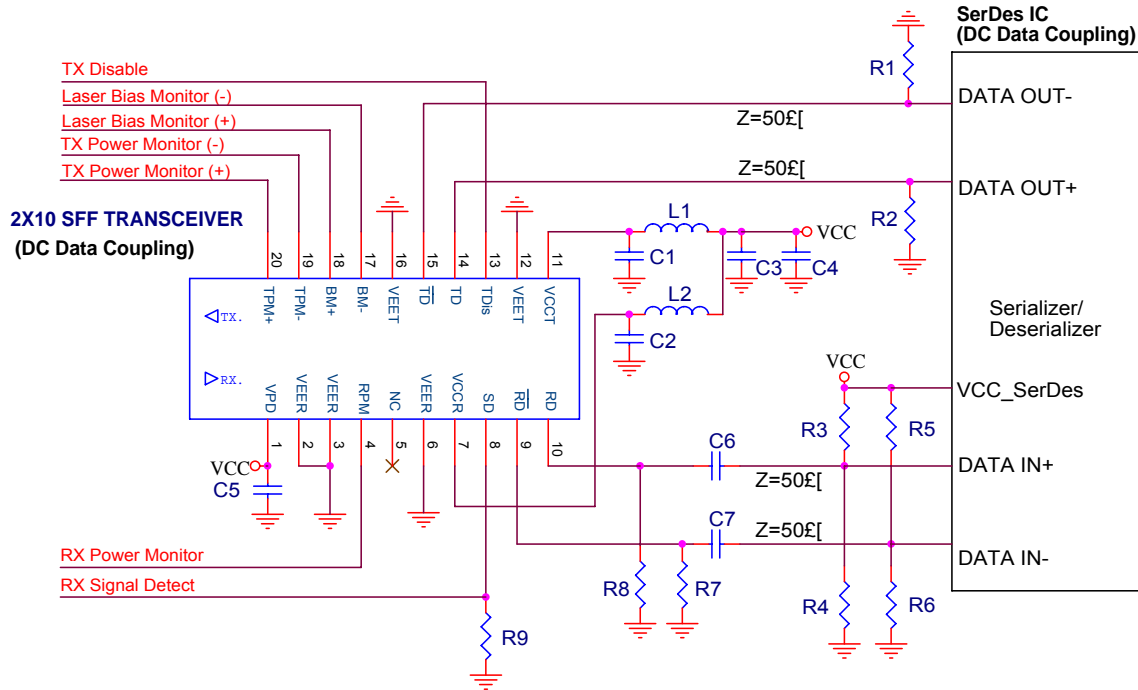 SerDes IC
(DC Data Coupling)
R1
TX Disable
Laser Bias Monitor (-)
Laser Bias Monitor (+)
TX Power Monitor (-)
TX Power Monitor (+)
DATA OUT-
Z=50£[
Z=50£[
DATA OUT+
R2
2X10 SFF TRANSCEIVER
(DC Data Coupling)
L1
VCC
C1
C3
C4
L2
C2
20 19 18 17 16 15 14 13 12 11
TPM+ TPM- BM+ BM- VEET TD TD TDis VEET VCCT
TX.
RX.
VPD VEER VEER RPM NC VEER VCCR SD RD RD
1 2 3 4 5 6 7 8 9 10
Serializer/
Deserializer
VCC
VCC_SerDes
R3
R5
VCC
C5
C6
DATA IN+
Z=50£[
C7
Z=50£[
DATA IN-
RX Power Monitor
RX Signal Detect
R8
R7
R4
R6
R9